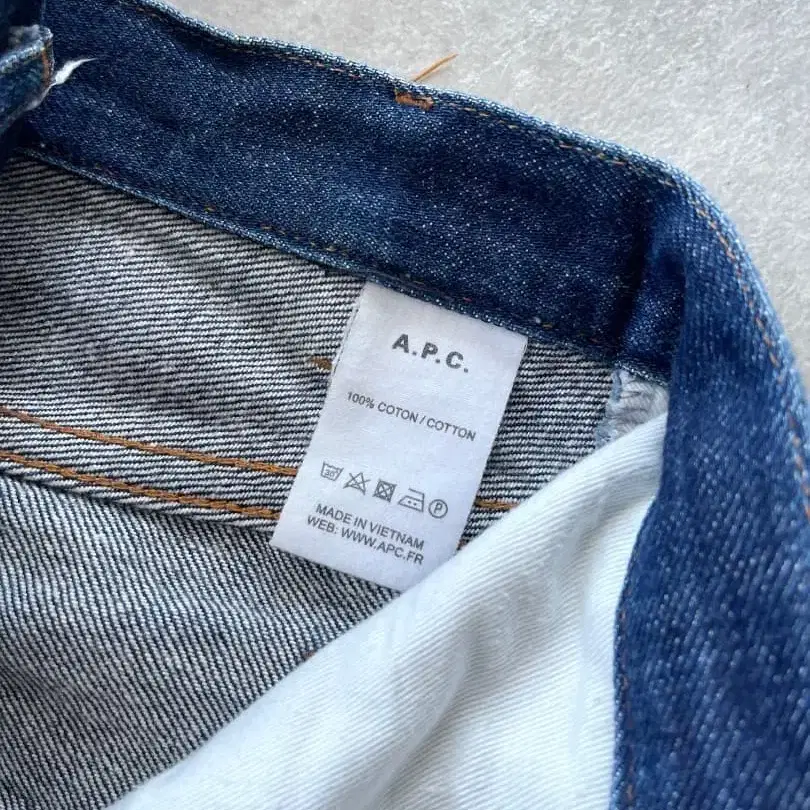 A.P.C.
100% COTON / COTTON
P
MADE IN VIETNAM
WEB: WWW.APC.FR